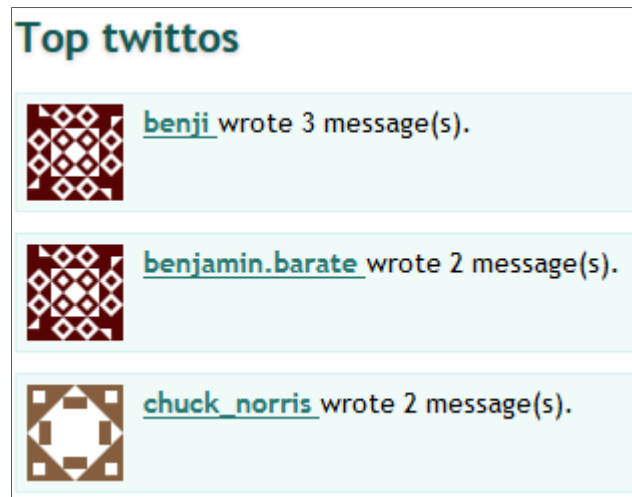 Top twittos
benji wrote 3 message(s).
benjamin.barate wrote 2 message(s).
chuck_norris wrote 2 message(s).